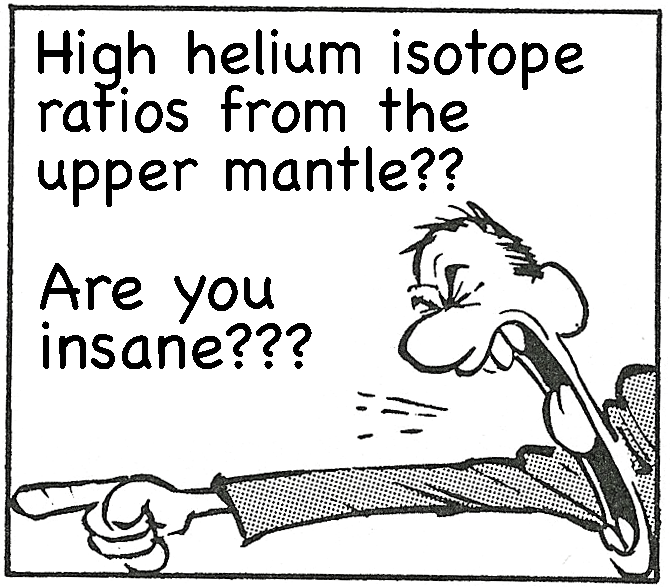 High helium isotope
ratios from the
upper mantle??
Are you
insane???